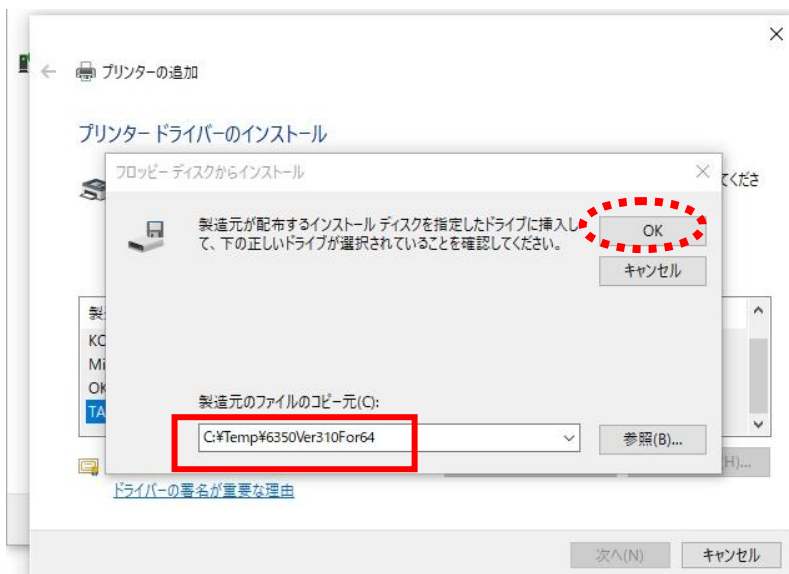 プリンターの追加
プリンター ドライバーのインストール
フロッピー ディスクからインストール
てくださ
製造元が配布するインストール ディスクを指定したドライブに挿入し
て、下の正しいドライブが選択されていることを確認してください。
OK
キャンセル
製
KO
Mi
OK
TA
製造元のファイルのコピー元(C):
C:¥Temp¥6350Ver310For64
参照(B)...
H)...
ドライバーの署名が重要な理由
次へ(N)
キャンセル